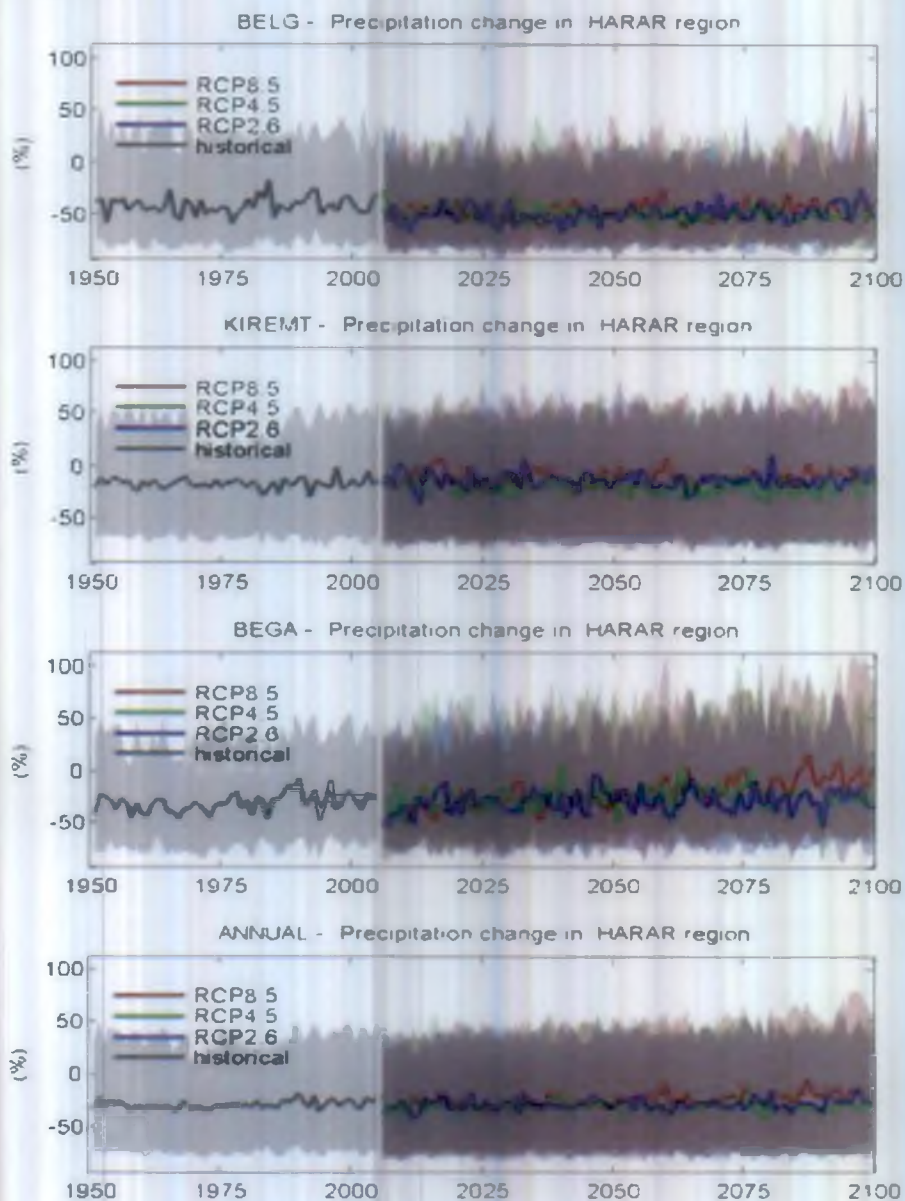 BELG - Precipitation change in HARAR region
100
50
0
-50
(%)
RCP8.5
RCP4.5
RCP2.6
historical
1950 1975 2000 2025 2050 2075 2100
KIREMT - Precipitation change in HARAR region
100
50
0
-50
(%)
RCP8.5
RCP4.5
RCP2.6
historical
1950 1975 2000 2025 2050 2075 2100
BEGA - Precipitation change in HARAR region
100
50
0
-50
(%)
RCP8.5
RCP4.5
RCP2.6
historical
1950 1975 2000 2025 2050 2075 2100
ANNUAL - Precipitation change in HARAR region
100
50
0
-50
(%)
RCP8.5
RCP4.5
RCP2.6
historical
1950 1975 2000 2025 2050 2075 2100